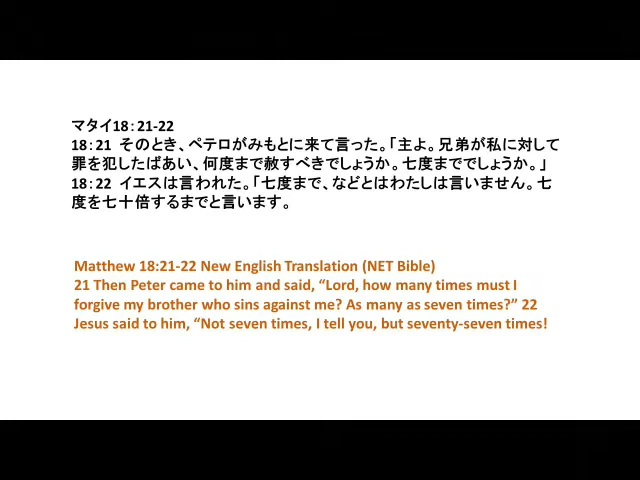 マタイ18：21-22
18：21 そのとき、ペテロがみもとに来て言った。「主よ。兄弟が私に対して
罪を犯したばあい、何度まで赦すべきでしょうか。七度まででしょうか。」
18：22 イエスは言われた。「七度まで、などとはわたしは言いません。七
度を七十倍するまでと言います。
Matthew 18:21-22 New English Translation (NET Bible)
21 Then Peter came to him and said, “Lord, how many times must I
forgive my brother who sins against me? As many as seven times?” 22
Jesus said to him, “Not seven times, I tell you, but seventy-seven times!